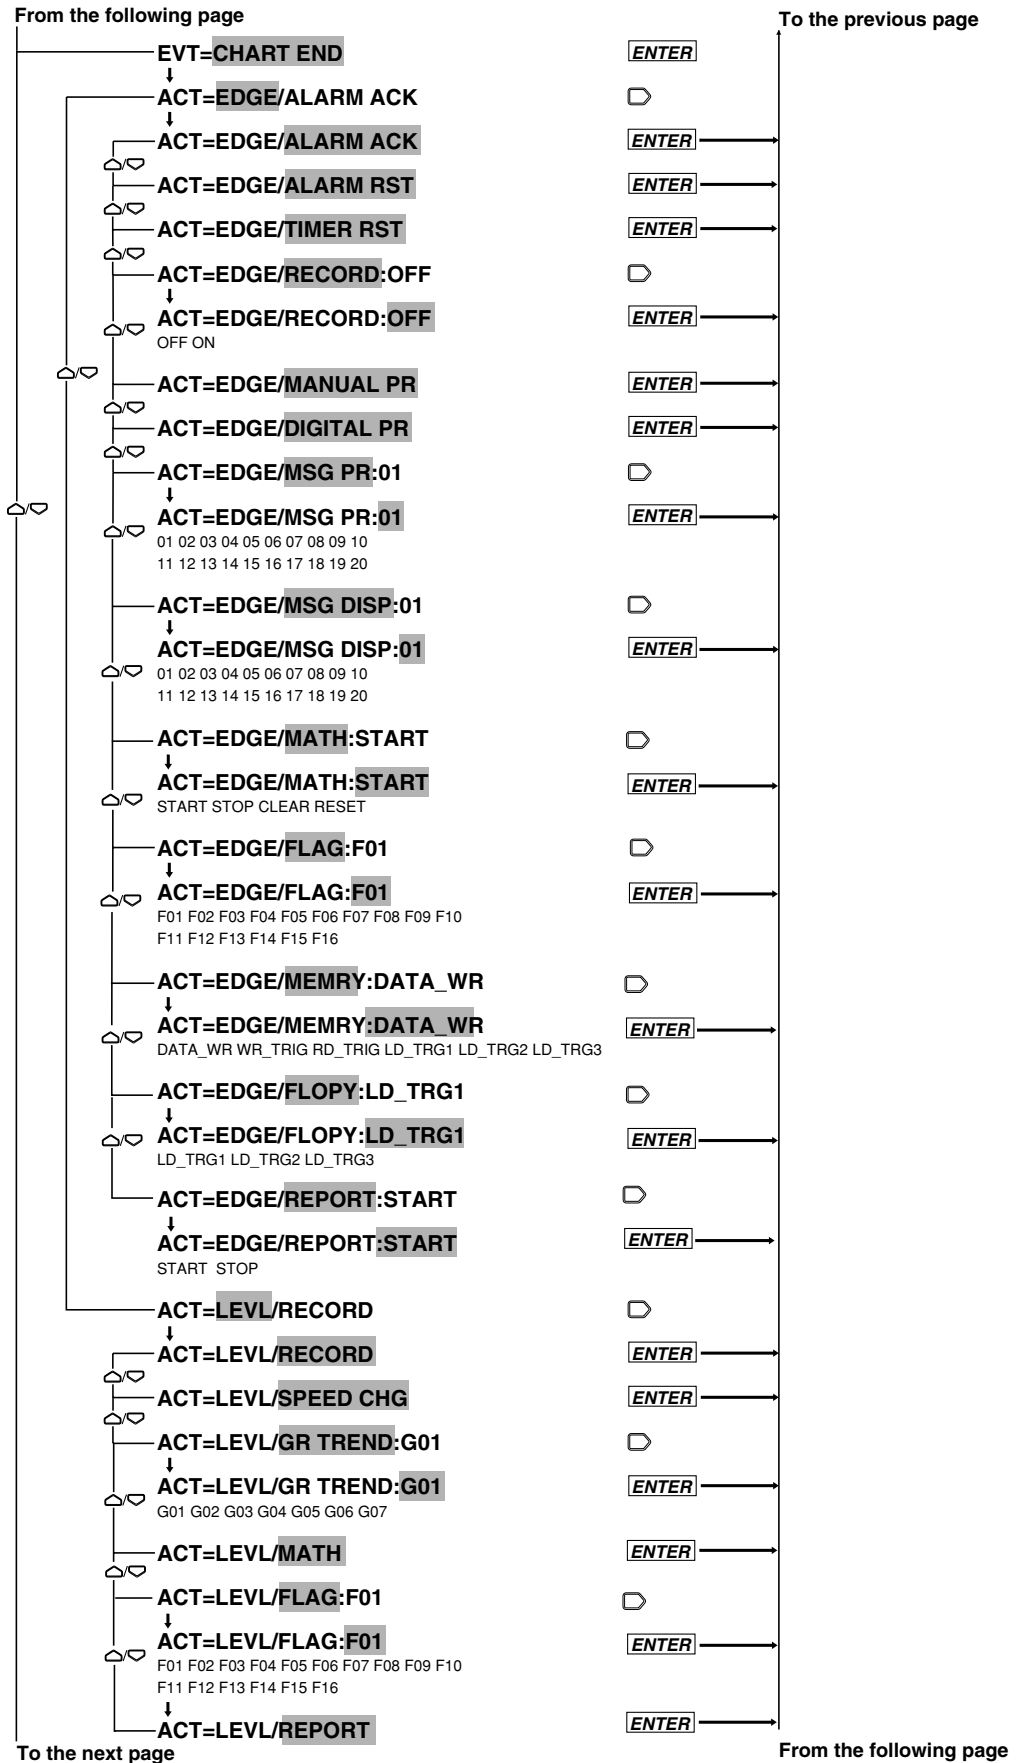 From the following page
To the previous page
EVT=CHART END ENTER
ACT=EDGE/ALARM ACK
ACT=EDGE/ALARM ACK ENTER
ACT=EDGE/ALARM RST ENTER
ACT=EDGE/TIMER RST ENTER
ACT=EDGE/RECORD:OFF
ACT=EDGE/RECORD:OFF ENTER
OFF ON
ACT=EDGE/MANUAL PR ENTER
ACT=EDGE/DIGITAL PR ENTER
ACT=EDGE/MSG PR:01
ACT=EDGE/MSG PR:01 ENTER
01 02 03 04 05 06 07 08 09 10
11 12 13 14 15 16 17 18 19 20
ACT=EDGE/MSG DISP:01
ACT=EDGE/MSG DISP:01 ENTER
01 02 03 04 05 06 07 08 09 10
11 12 13 14 15 16 17 18 19 20
ACT=EDGE/MATH:START
ACT=EDGE/MATH:START ENTER
START STOP CLEAR RESET
ACT=EDGE/FLAG:F01
ACT=EDGE/FLAG:F01 ENTER
F01 F02 F03 F04 F05 F06 F07 F08 F09 F10
F11 F12 F13 F14 F15 F16
ACT=EDGE/MEMRY:DATA_WR
ACT=EDGE/MEMRY:DATA_WR ENTER
DATA_WR WR_TRIG RD_TRIG LD_TRG1 LD_TRG2 LD_TRG3
ACT=EDGE/FLOPY:LD_TRG1
ACT=EDGE/FLOPY:LD_TRG1 ENTER
LD_TRG1 LD_TRG2 LD_TRG3
ACT=EDGE/REPORT:START
ACT=EDGE/REPORT:START ENTER
START STOP
ACT=LEVL/RECORD
ACT=LEVL/RECORD ENTER
ACT=LEVL/SPEED CHG ENTER
ACT=LEVL/GR TREND:G01
ACT=LEVL/GR TREND:G01 ENTER
G01 G02 G03 G04 G05 G06 G07
ACT=LEVL/MATH ENTER
ACT=LEVL/FLAG:F01
ACT=LEVL/FLAG:F01 ENTER
F01 F02 F03 F04 F05 F06 F07 F08 F09 F10
F11 F12 F13 F14 F15 F16
ACT=LEVL/REPORT ENTER
To the next page
From the following page